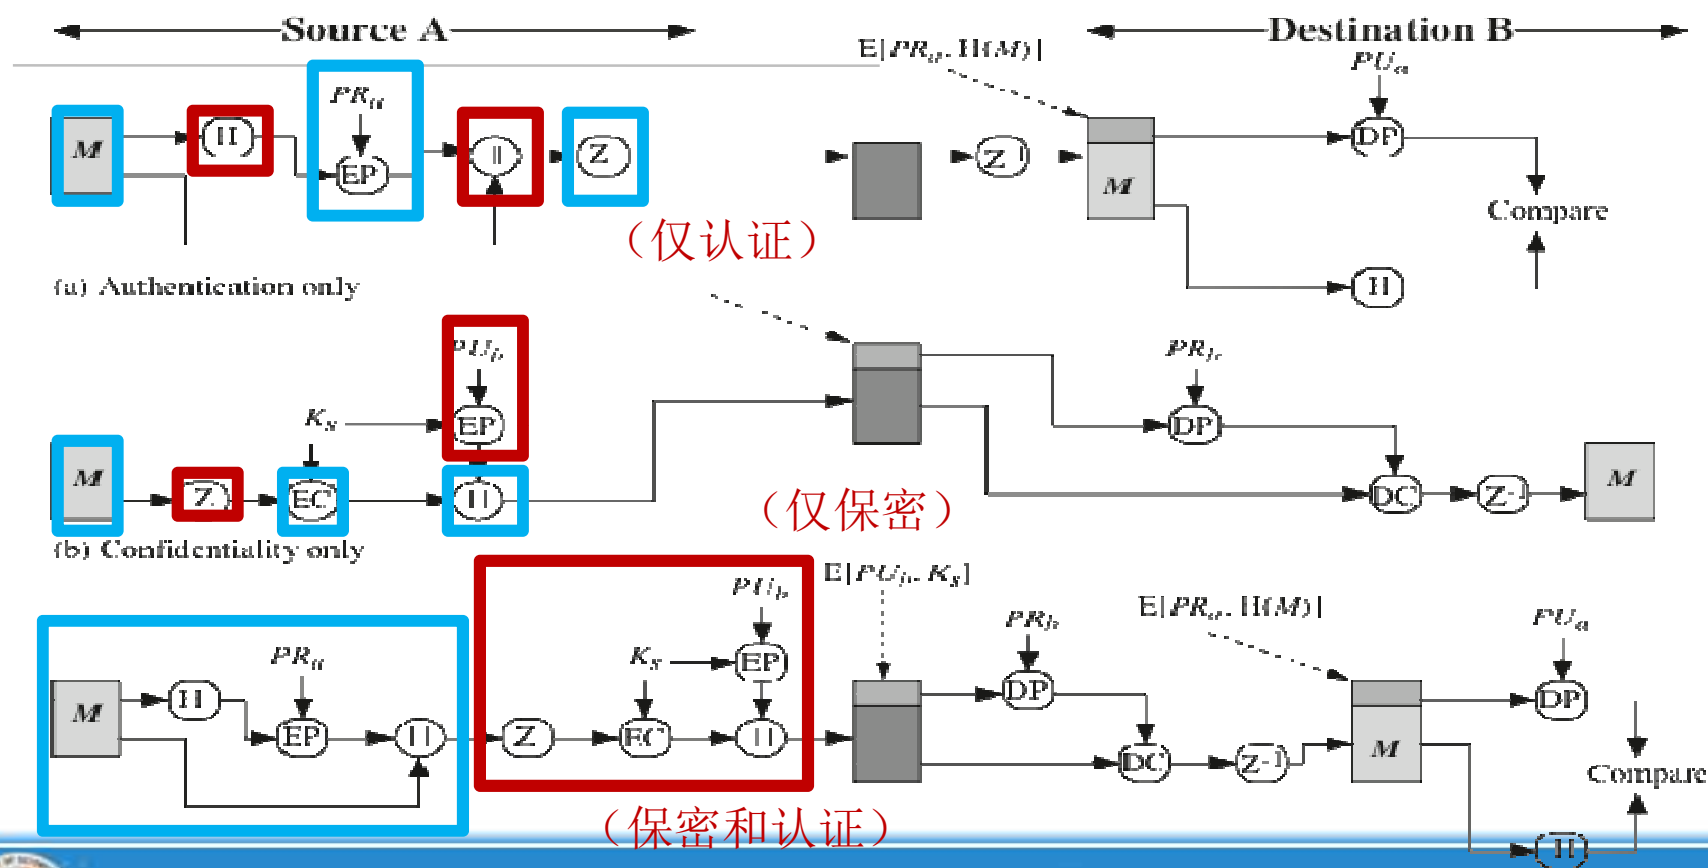 Source A
Destination B
E[PRa, H(M)]
PUa
PRa
M
H
EP
||
Z
Z-1
M
DP
Compare
H
(仅认证)
(a) Authentication only
PUb
EP
Ks
PRb
DP
M
Z
EC
||
DC
Z-1
M
(仅保密)
(b) Confidentiality only
E[PUb, Ks]
PUb
E[PRa, H(M)]
PRb
PUa
PRa
Ks
EP
DP
DP
M
H
EP
||
Z
EC
||
DC
Z-1
M
Compare
(保密和认证)
H